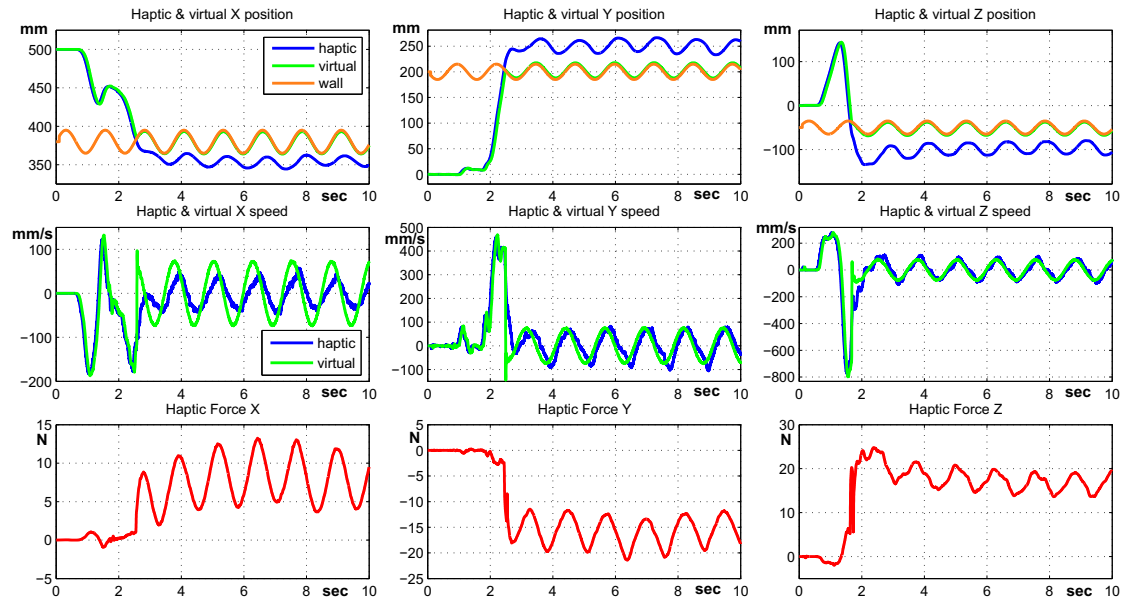 Haptic & virtual X position
mm
500
450
400
350
haptic
virtual
wall
0 2 4 6 8 sec 10
Haptic & virtual Y position
mm
250
200
150
100
50
0
0 2 4 6 8 sec 10
Haptic & virtual Z position
mm
100
0
−100
0 2 4 6 8 sec 10
Haptic & virtual X speed
mm/s
100
0
−100
−200
haptic
virtual
0 2 4 6 8 sec 10
Haptic & virtual Y speed
500
mm/s
400
300
200
100
0
−100
0 2 4 6 8 sec 10
Haptic & virtual Z speed
mm/s
200
0
−200
−400
−600
−800
0 2 4 6 8 sec 10
Haptic Force X
15
N
10
5
0
−5
0 2 4 6 8 sec 10
Haptic Force Y
5
N
0
−5
−10
−15
−20
−25
0 2 4 6 8 sec 10
Haptic Force Z
30
N
20
10
0
0 2 4 6 8 sec 10